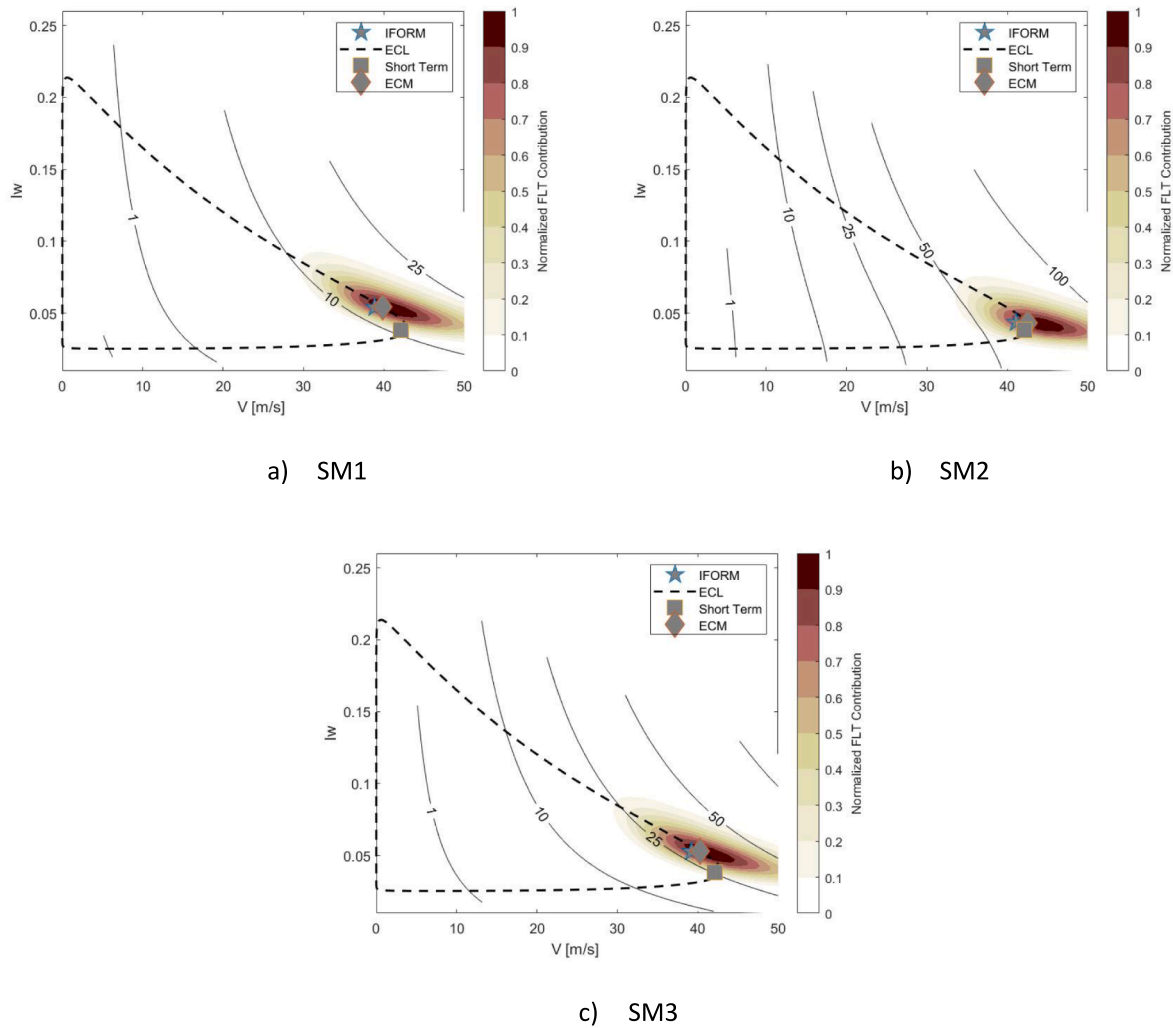 IFORM
ECL
Short Term
ECM
0.25
0.2
0.15
0.1
0.05
Iw
0 10 20 30 40 50
V [m/s]
1
10
25
1
0.9
0.8
0.7
0.6
0.5
0.4
0.3
0.2
0.1
0
Normalized FLT Contribution
a) SM1
IFORM
ECL
Short Term
ECM
0.25
0.2
0.15
0.1
0.05
Iw
0 10 20 30 40 50
V [m/s]
1
10
25
50
100
1
0.9
0.8
0.7
0.6
0.5
0.4
0.3
0.2
0.1
0
Normalized FLT Contribution
b) SM2
IFORM
ECL
Short Term
ECM
0.25
0.2
0.15
0.1
0.05
Iw
0 10 20 30 40 50
V [m/s]
1
10
25
50
1
0.9
0.8
0.7
0.6
0.5
0.4
0.3
0.2
0.1
0
Normalized FLT Contribution
c) SM3